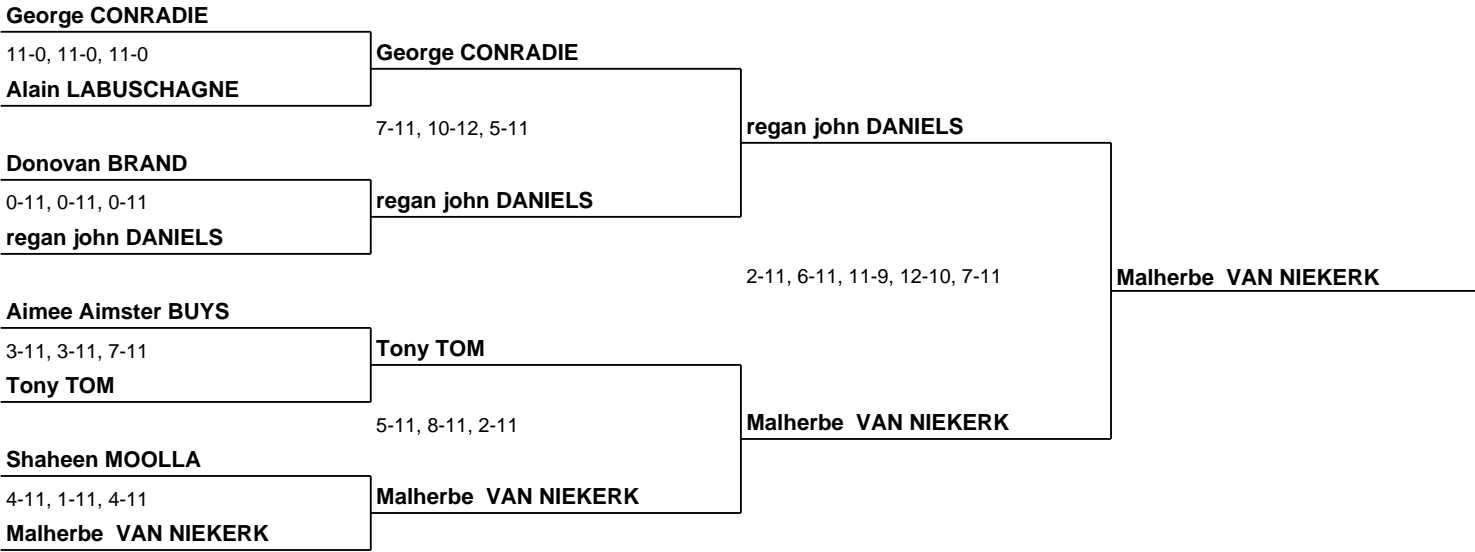 George CONRADIE
11-0, 11-0, 11-0
George CONRADIE
Alain LABUSCHAGNE
7-11, 10-12, 5-11
regan john DANIELS
Donovan BRAND
0-11, 0-11, 0-11
regan john DANIELS
regan john DANIELS
2-11, 6-11, 11-9, 12-10, 7-11
Malherbe  VAN NIEKERK
Aimee Aimster BUYS
3-11, 3-11, 7-11
Tony TOM
Tony TOM
5-11, 8-11, 2-11
Malherbe  VAN NIEKERK
Shaheen MOOLLA
4-11, 1-11, 4-11
Malherbe  VAN NIEKERK
Malherbe  VAN NIEKERK